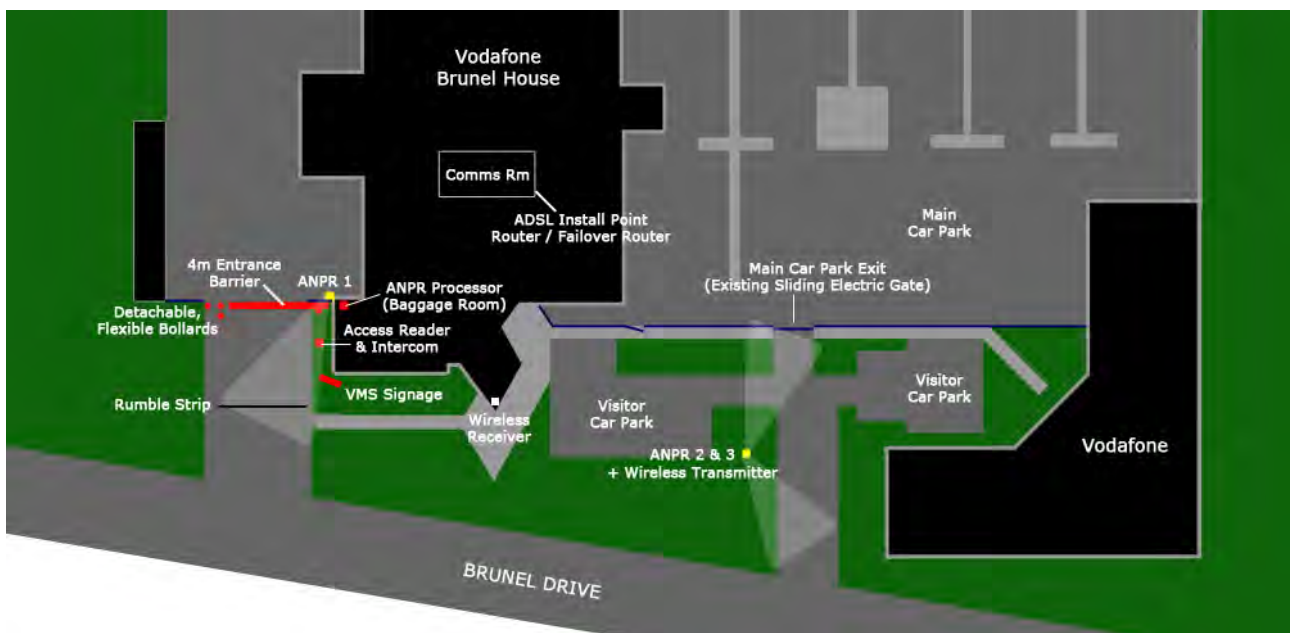 Vodafone
Brunel House
Comms Rm
ADSL Install Point
Router / Failover Router
Main
Car Park
4m Entrance
Barrier
ANPR 1
ANPR Processor
(Baggage Room)
Main Car Park Exit
(Existing Sliding Electric Gate)
Detachable,
Flexible Bollards
Access Reader
& Intercom
VMS Signage
Rumble Strip
Wireless
Receiver
Visitor
Car Park
Visitor
Car Park
ANPR 2 & 3
+ Wireless Transmitter
Vodafone
BRUNEL DRIVE